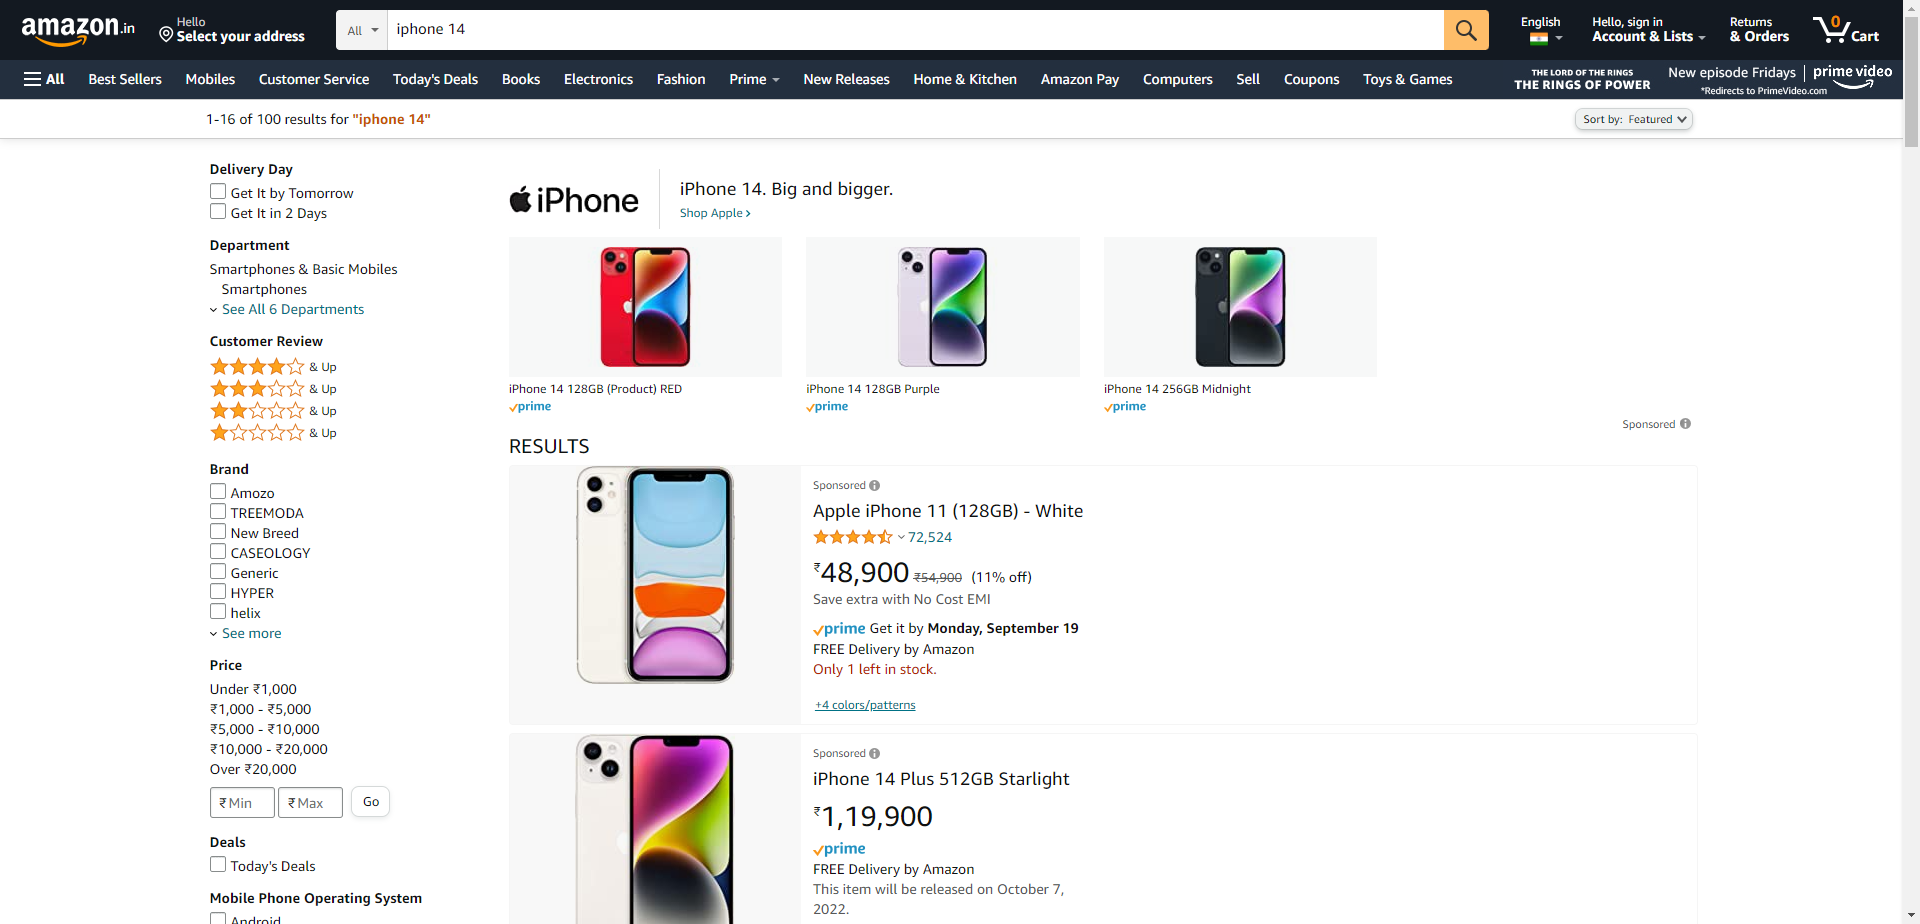 amazon.in
Hello
Select your address
All
iphone 14
English
Hello, sign in
Account & Lists
Returns
& Orders
0
Cart
All
Best Sellers
Mobiles
Customer Service
Today's Deals
Books
Electronics
Fashion
Prime
New Releases
Home & Kitchen
Amazon Pay
Computers
Sell
Coupons
Toys & Games
THE LORD OF THE RINGS
THE RINGS OF POWER
New episode Fridays
prime video
*Redirects to PrimeVideo.com
1-16 of 100 results for "iphone 14"
Sort by: Featured
Delivery Day
Get It by Tomorrow
Get It in 2 Days
Department
Smartphones & Basic Mobiles
Smartphones
See All 6 Departments
Customer Review
& Up
& Up
& Up
& Up
Brand
Amozo
TREEMODA
New Breed
CASEOLOGY
Generic
HYPER
helix
See more
Price
Under ₹1,000
₹1,000 - ₹5,000
₹5,000 - ₹10,000
₹10,000 - ₹20,000
Over ₹20,000
₹ Min
₹ Max
Go
Deals
Today's Deals
Mobile Phone Operating System
Android
iPhone
iPhone 14. Big and bigger.
Shop Apple
iPhone 14 128GB (Product) RED
prime
iPhone 14 128GB Purple
prime
iPhone 14 256GB Midnight
prime
Sponsored
RESULTS
Sponsored
Apple iPhone 11 (128GB) - White
72,524
₹48,900 ₹54,900 (11% off)
Save extra with No Cost EMI
prime Get it by Monday, September 19
FREE Delivery by Amazon
Only 1 left in stock.
+4 colors/patterns
Sponsored
iPhone 14 Plus 512GB Starlight
₹1,19,900
prime
FREE Delivery by Amazon
This item will be released on October 7,
2022.